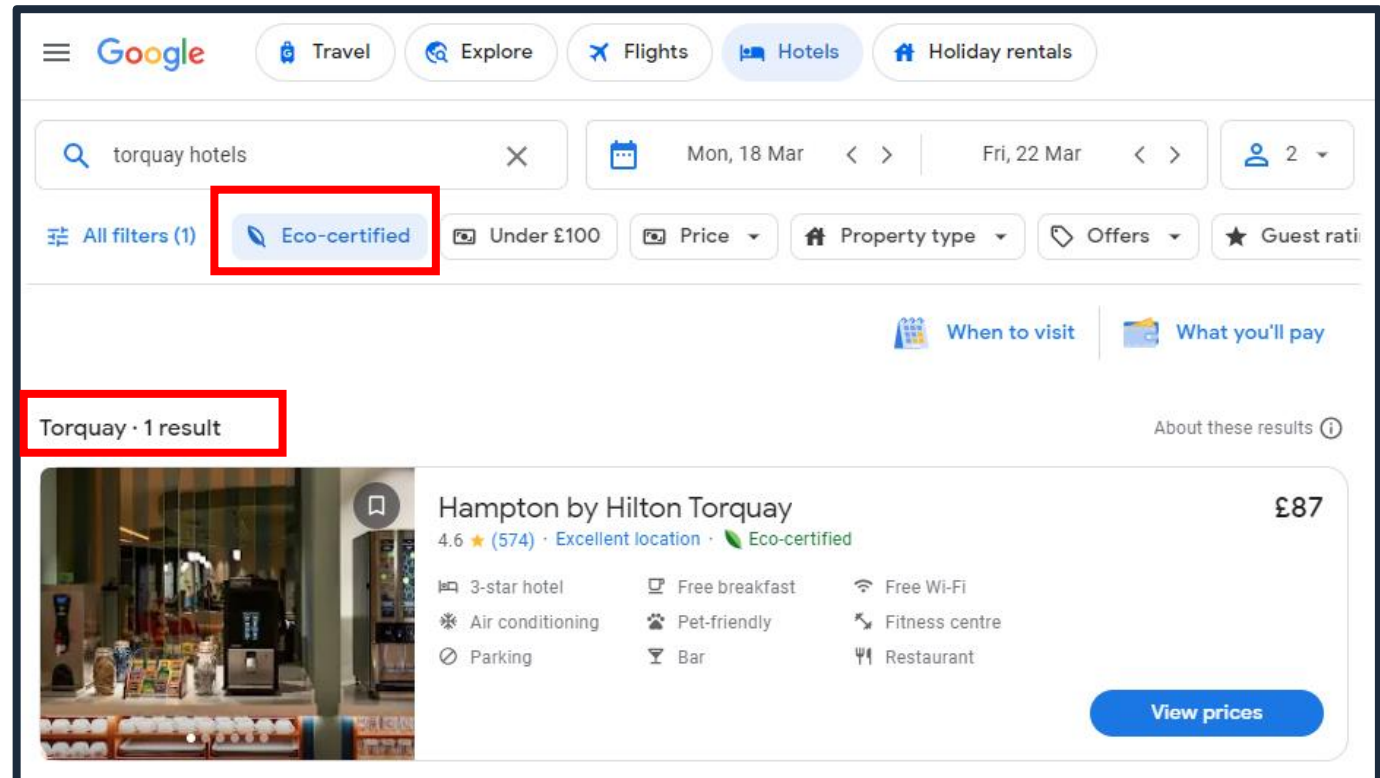 Google Travel Explore Flights Hotels Holiday rentals
torquay hotels Mon, 18 Mar Fri, 22 Mar 2
All filters (1) Eco-certified Under £100 Price Property type Offers Guest rati
When to visit What you'll pay
Torquay · 1 result About these results
Hampton by Hilton Torquay £87
4.6 (574) · Excellent location · Eco-certified
3-star hotel Free breakfast Free Wi-Fi
Air conditioning Pet-friendly Fitness centre
Parking Bar Restaurant
View prices